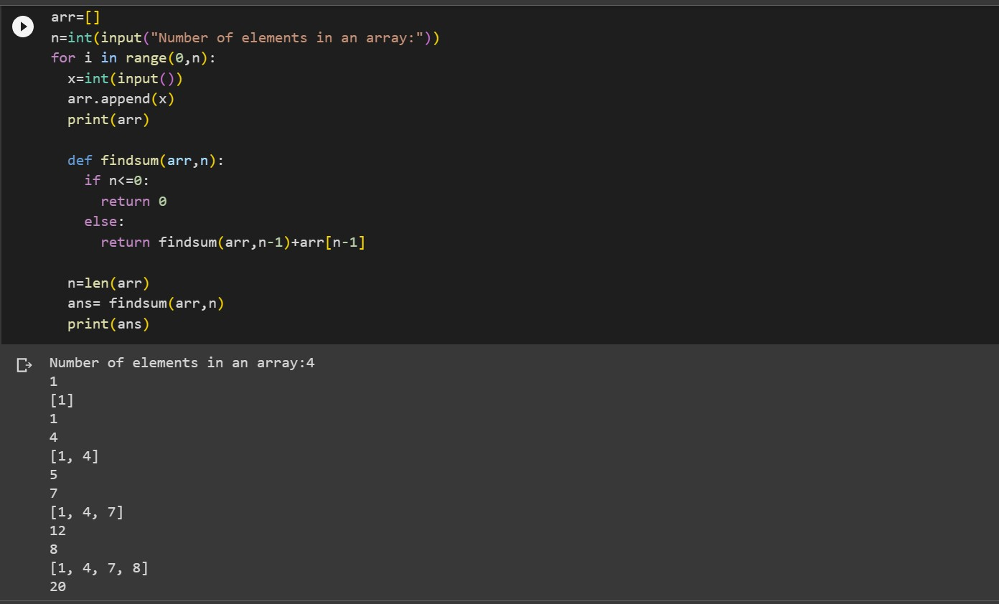 arr=[]
n=int(input("Number of elements in an array:"))
for i in range(0,n):
  x=int(input())
  arr.append(x)
  print(arr)

  def findsum(arr,n):
    if n<=0:
      return 0
    else:
      return findsum(arr,n-1)+arr[n-1]

  n=len(arr)
  ans= findsum(arr,n)
  print(ans)
Number of elements in an array:4
1
[1]
1
4
[1, 4]
5
7
[1, 4, 7]
12
8
[1, 4, 7, 8]
20